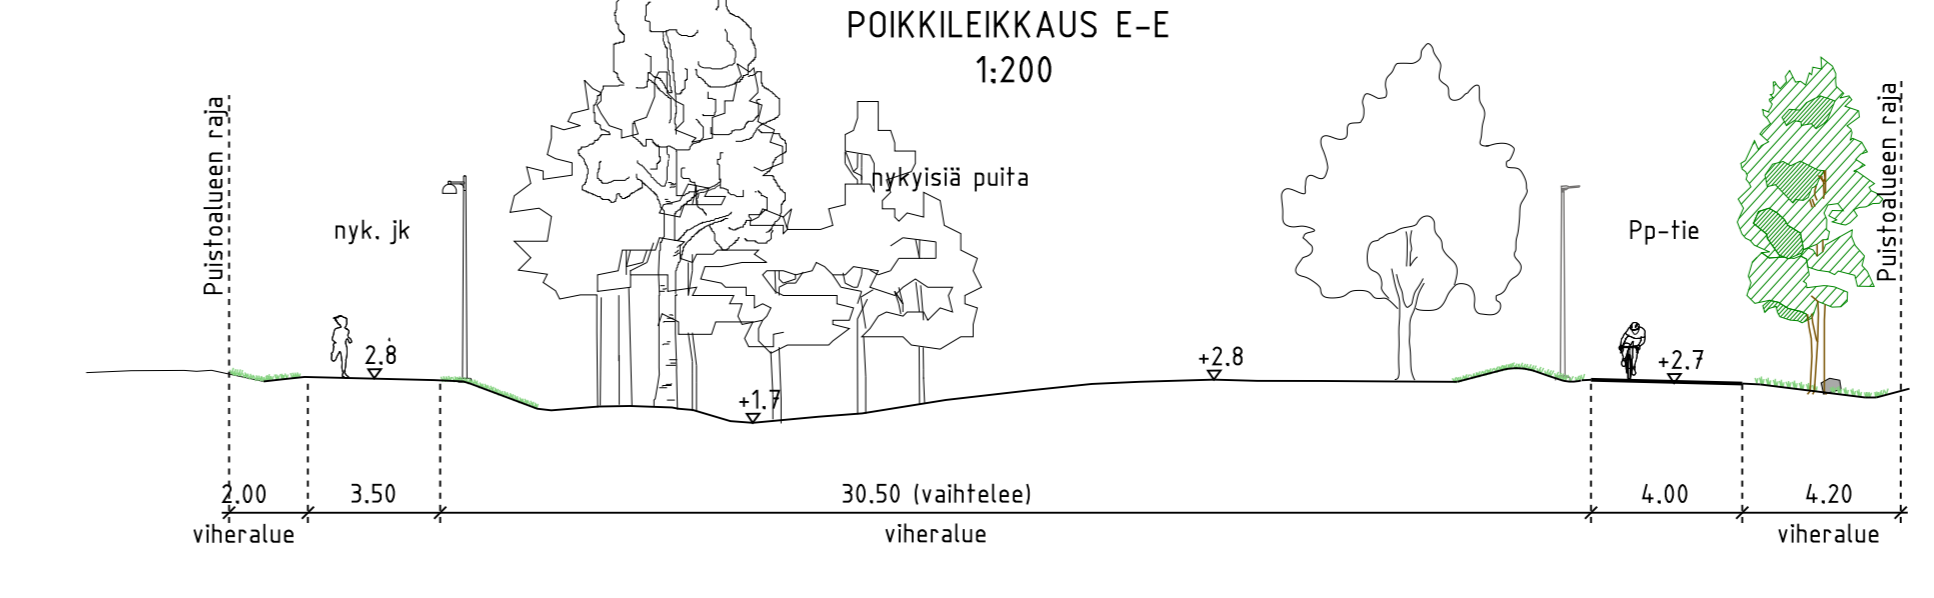 POIKKILEIKKAUS E-E
1:200
Puistoalueen raja
nyk. jk
nykyisiä puita
Pp-tie
Puistoalueen raja
2.8
+1.7
+2.8
+2.7
2.00
3.50
30.50 (vaihtelee)
4.00
4.20
viheralue
viheralue
viheralue